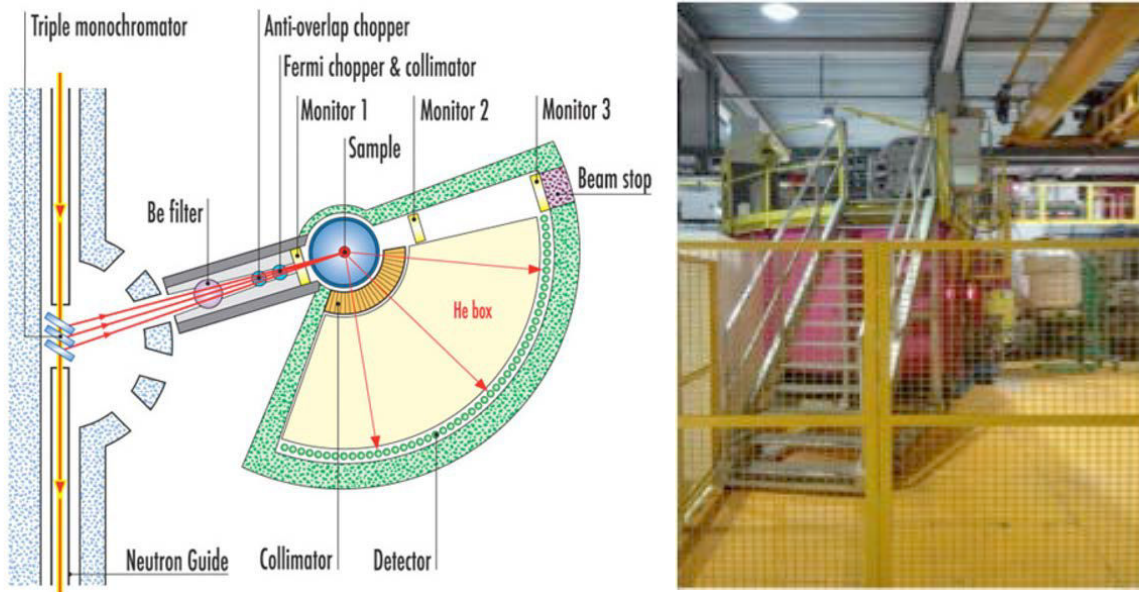 Triple monochromator
Anti-overlap chopper
Fermi chopper & collimator
Monitor 1
Monitor 2
Monitor 3
Sample
Beam stop
Be filter
He box
Neutron Guide
Collimator
Detector